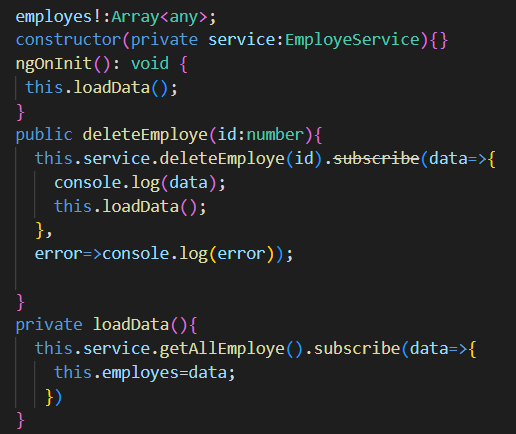 employes!:Array<any>;
constructor(private service:EmployeService){}
ngOnInit(): void {
this.loadData();
}
public deleteEmploye(id:number){
this.service.deleteEmploye(id).subscribe(data=>{
console.log(data);
this.loadData();
},
error=>console.log(error));
}
private loadData(){
this.service.getAllEmploye().subscribe(data=>{
this.employes=data;
})
}